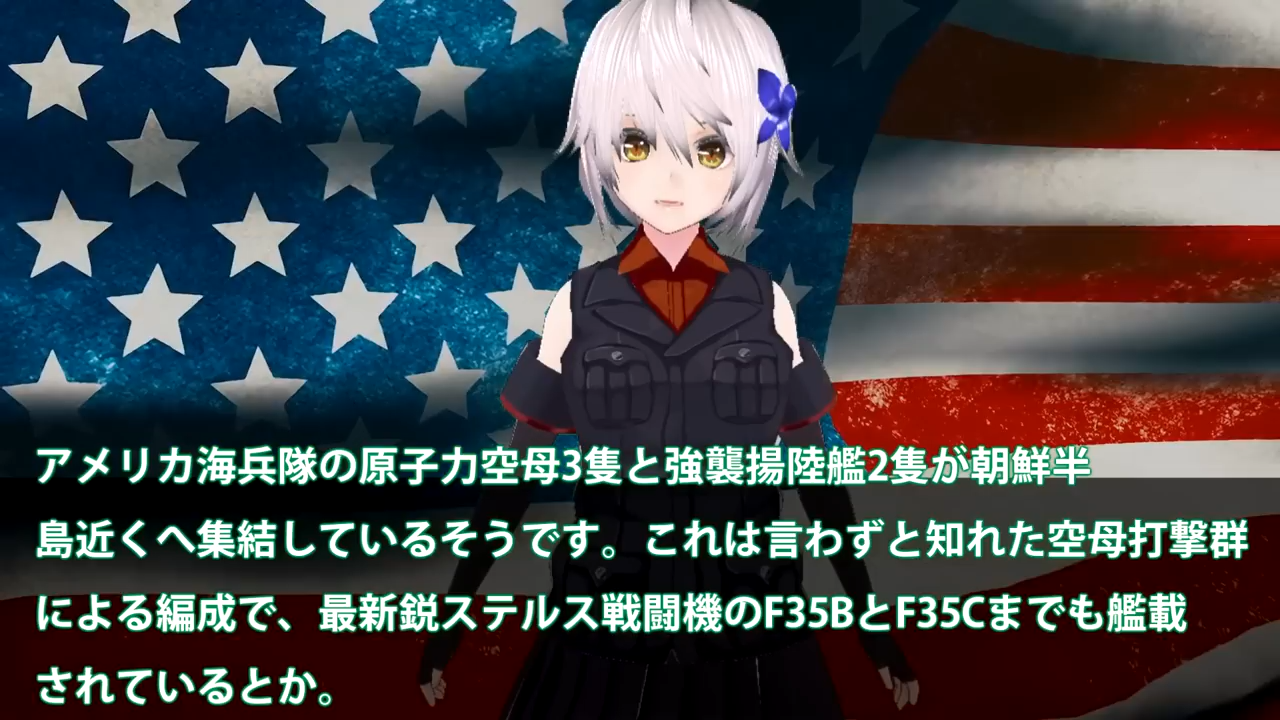 アメリカ海兵隊の原子力空母3隻と強襲揚陸艦2隻が朝鮮半
島近くへ集結しているそうです。これは言わずと知れた空母打撃群
による編成で、最新鋭ステルス戦闘機のF35BとF35Cまでも艦載
されているとか。